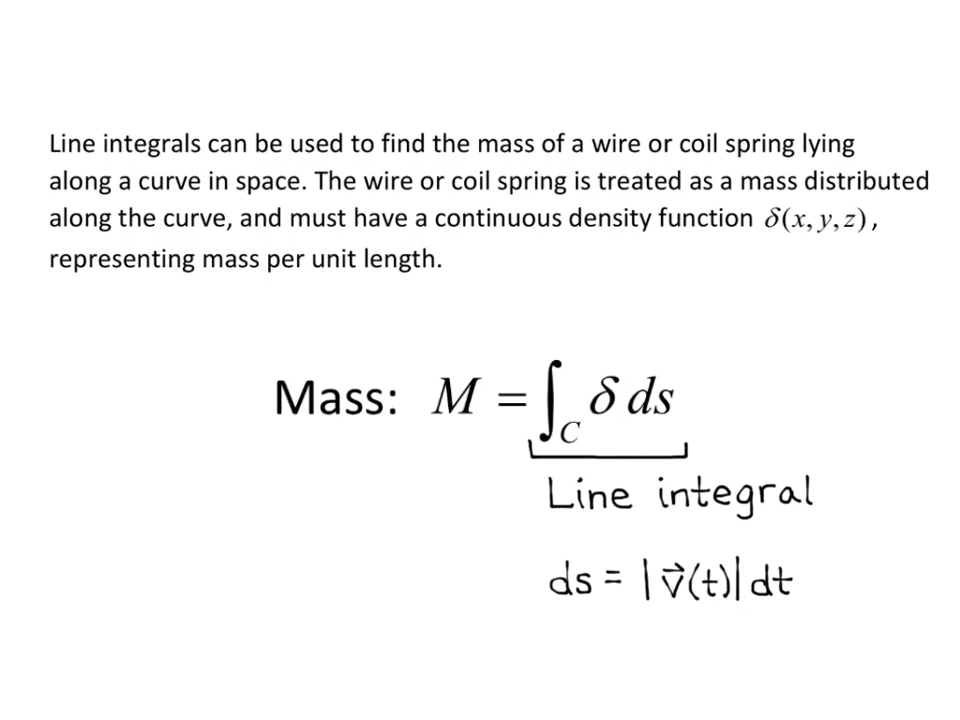 Line integrals can be used to find the mass of a wire or coil spring lying
along a curve in space. The wire or coil spring is treated as a mass distributed
along the curve, and must have a continuous density function δ(x, y, z),
representing mass per unit length.
Mass: M = ∫_C δ ds
Line integral
ds = |v⃗(t)| dt